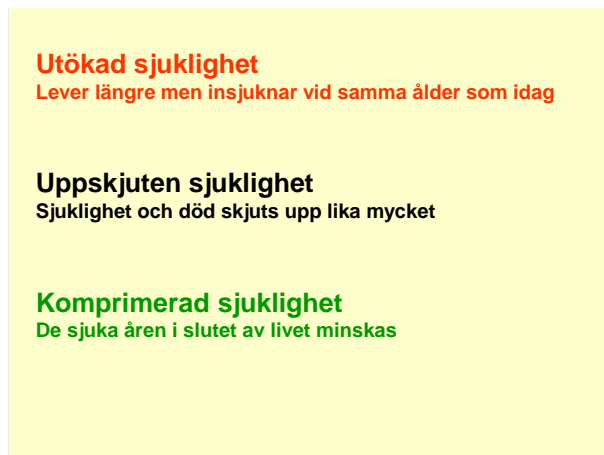 Utökad sjuklighet
Lever längre men insjuknar vid samma ålder som idag
Uppskjuten sjuklighet
Sjuklighet och död skjuts upp lika mycket
Komprimerad sjuklighet
De sjuka åren i slutet av livet minskas